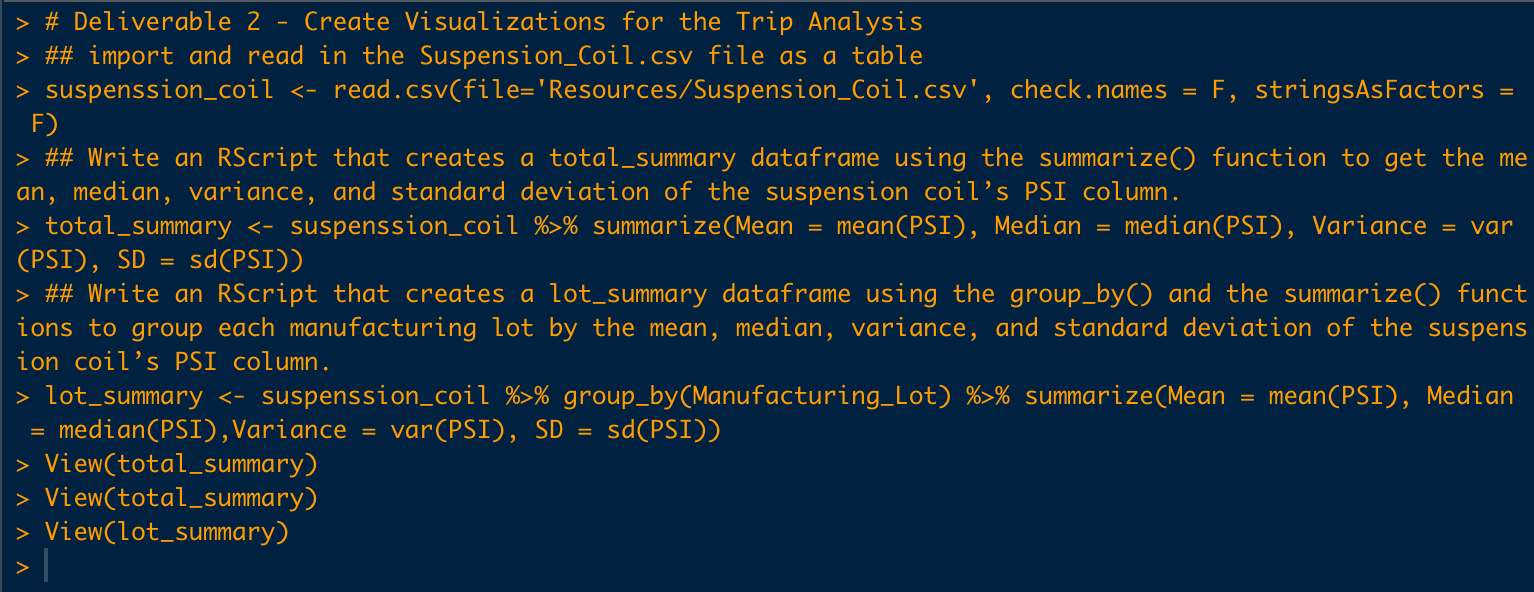 > # Deliverable 2 - Create Visualizations for the Trip Analysis
> ## import and read in the Suspension_Coil.csv file as a table
> suspenssion_coil <- read.csv(file='Resources/Suspension_Coil.csv', check.names = F, stringsAsFactors =
 F)
> ## Write an RScript that creates a total_summary dataframe using the summarize() function to get the me
an, median, variance, and standard deviation of the suspension coil’s PSI column.
> total_summary <- suspenssion_coil %>% summarize(Mean = mean(PSI), Median = median(PSI), Variance = var
(PSI), SD = sd(PSI))
> ## Write an RScript that creates a lot_summary dataframe using the group_by() and the summarize() funct
ions to group each manufacturing lot by the mean, median, variance, and standard deviation of the suspens
ion coil’s PSI column.
> lot_summary <- suspenssion_coil %>% group_by(Manufacturing_Lot) %>% summarize(Mean = mean(PSI), Median
 = median(PSI),Variance = var(PSI), SD = sd(PSI))
> View(total_summary)
> View(total_summary)
> View(lot_summary)
>